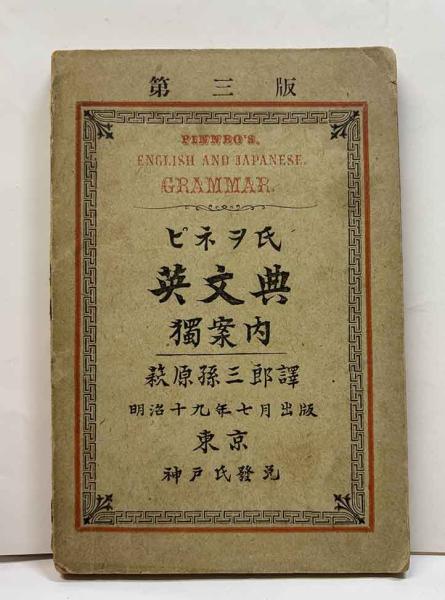 第三版
PINNEO'S.
ENGLISH AND JAPANESE.
GRAMMAR.
ピネヲ氏
英文典
獨案内
萩原孫三郎譯
明治十九年七月出版
東京
神戸氏發兌